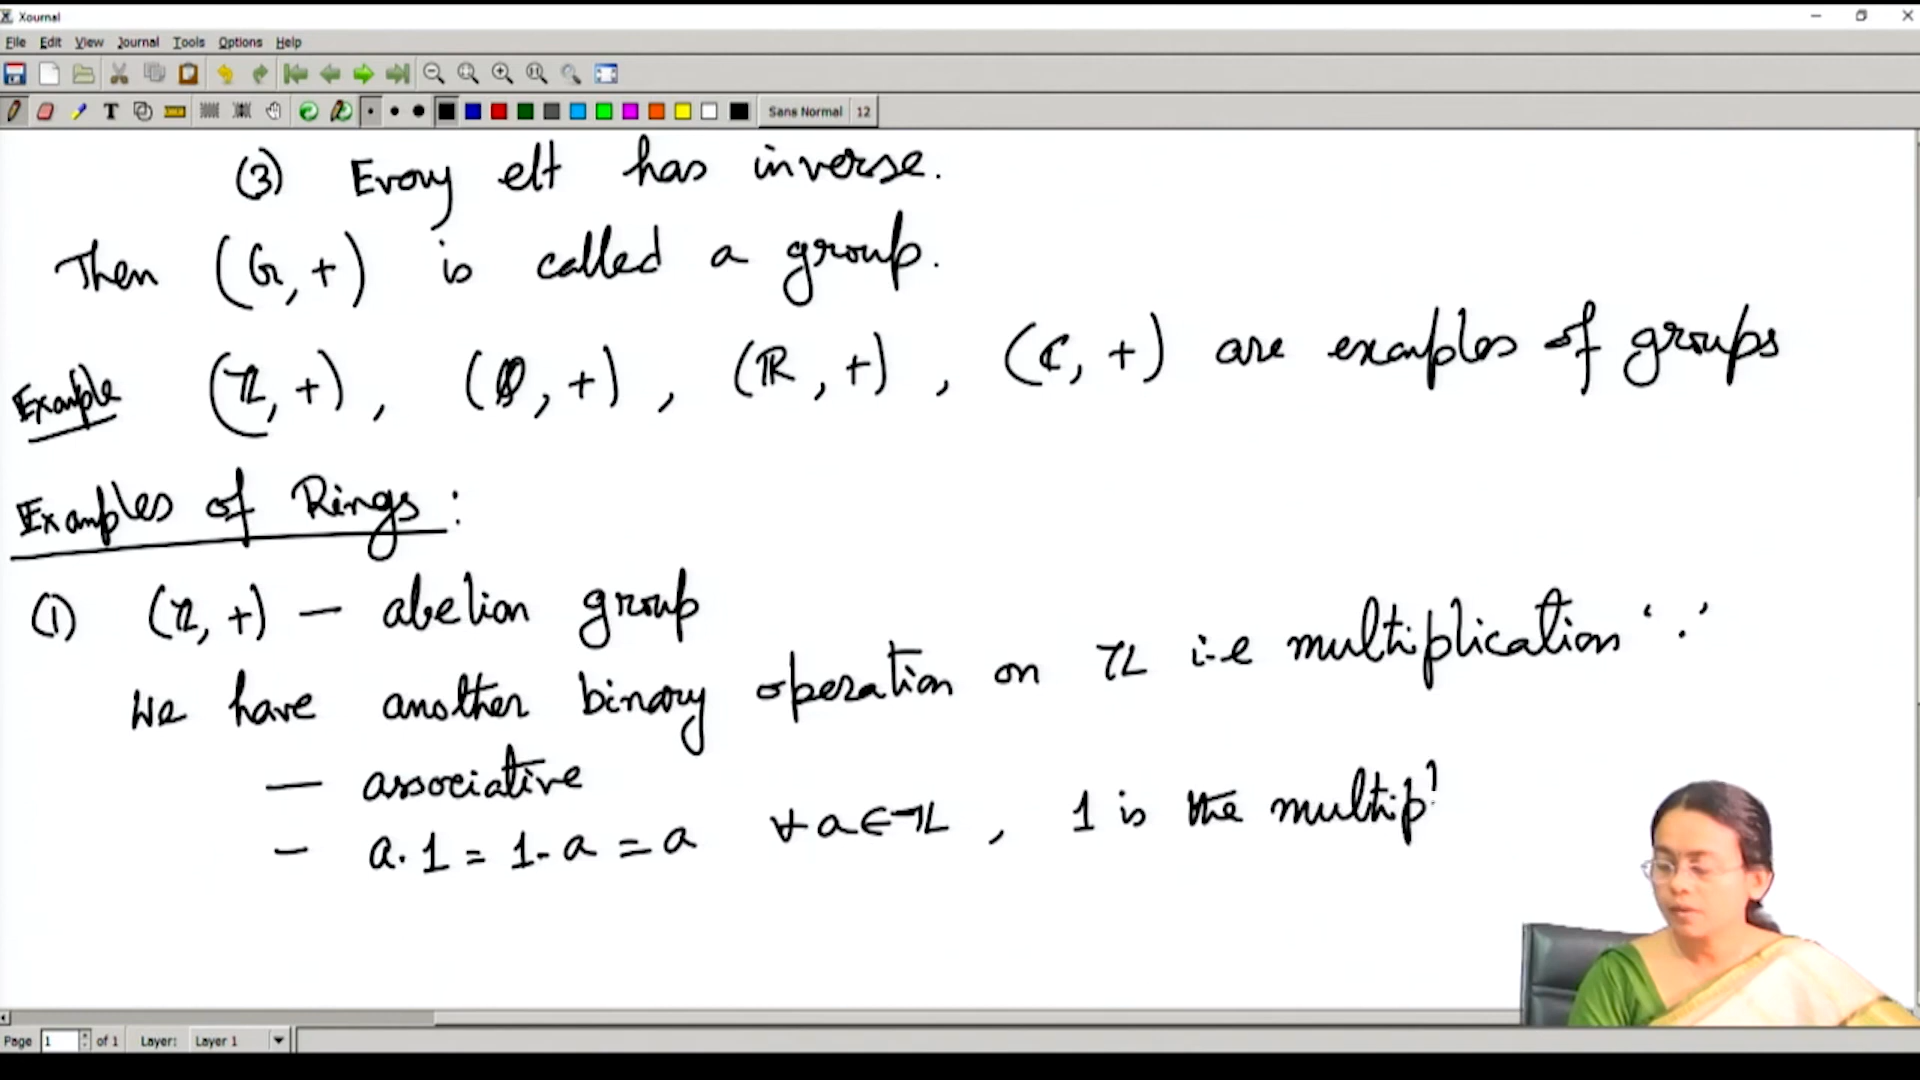 Xournal
File Edit View Journal Tools Options Help
Sans Normal 12
(3) Every elt has inverse.
Then (G, +) is called a group.
Example (ℤ, +), (ℚ, +), (ℝ, +), (ℂ, +) are examples of groups
Examples of Rings:
(1) (ℤ, +) — abelian group
We have another binary operation on ℤ i.e multiplication '·'
— associative
- a·1 = 1·a = a ∀ a ∈ ℤ, 1 is the multipl
Page 1 of 1 Layer: Layer 1